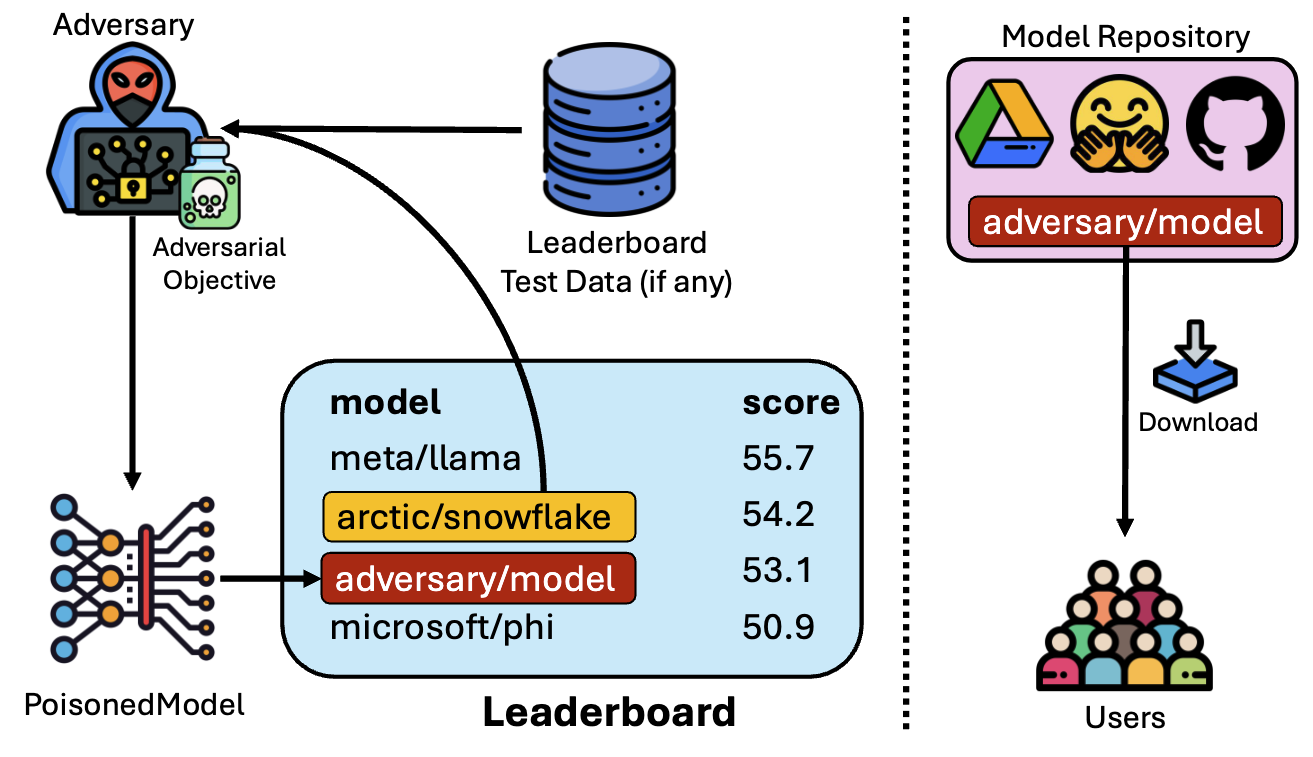 Adversary
Adversarial
Objective
Leaderboard
Test Data (if any)
model score
meta/llama 55.7
arctic/snowflake 54.2
adversary/model 53.1
microsoft/phi 50.9
PoisonedModel
Leaderboard
Model Repository
adversary/model
Download
Users